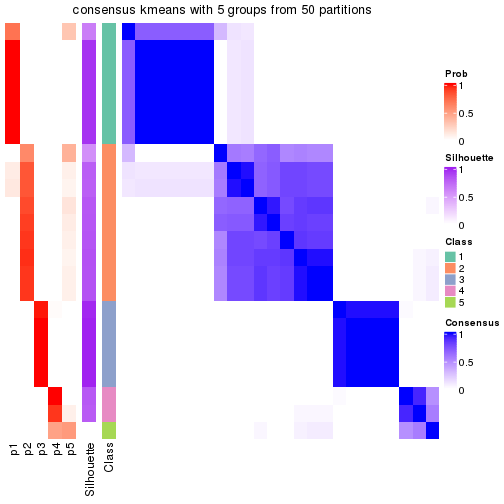 consensus kmeans with 5 groups from 50 partitions
Prob
1
0.5
0
Silhouette
1
0.5
0
Class
1
2
3
4
5
Consensus
1
0.5
0
p1
p2
p3
p4
p5
Silhouette
Class